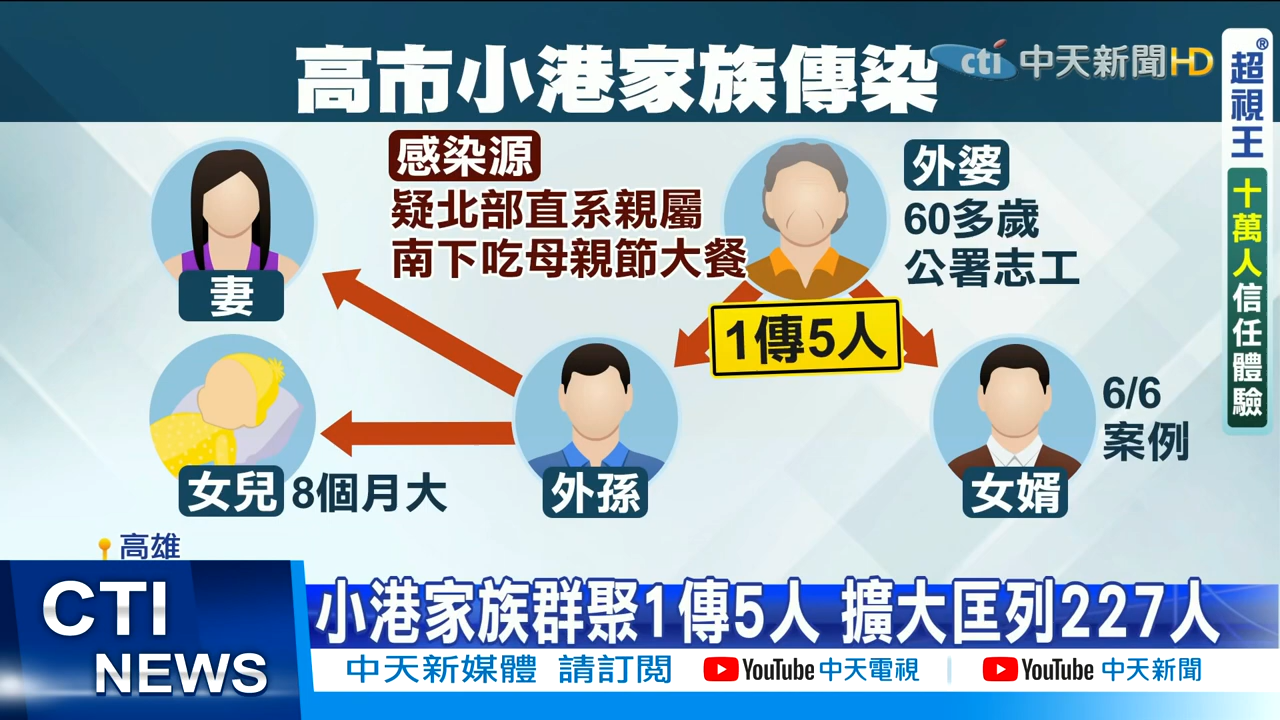 高市小港家族傳染
cti 中天新聞HD
超視王®
十萬人信任體驗
感染源
疑北部直系親屬
南下吃母親節大餐
外婆
60多歲
公署志工
妻
1傳5人
女兒
8個月大
外孫
女婿
6/6
案例
高雄
CTI
NEWS
小港家族群聚1傳5人 擴大匡列227人
中天新媒體 請訂閱 YouTube 中天電視 YouTube 中天新聞